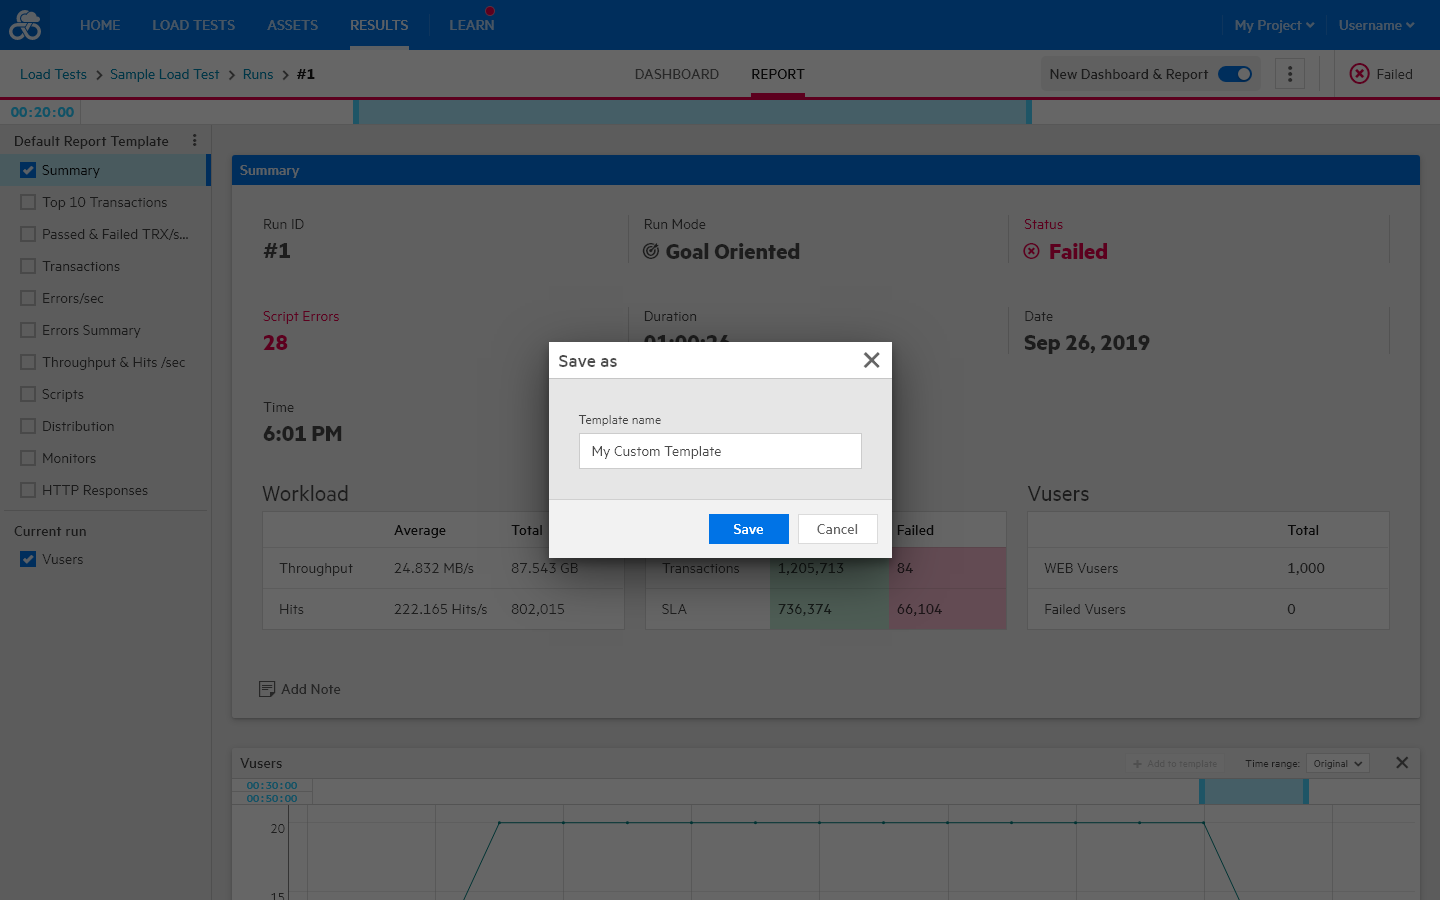 HOME LOAD TESTS ASSETS RESULTS LEARN My Project Username
Load Tests > Sample Load Test > Runs > #1 DASHBOARD REPORT New Dashboard & Report Failed
00:20:00
Default Report Template
Summary
Top 10 Transactions
Passed & Failed TRX/s...
Transactions
Errors/sec
Errors Summary
Throughput & Hits /sec
Scripts
Distribution
Monitors
HTTP Responses
Current run
Vusers
Summary
Run ID
#1
Run Mode
Goal Oriented
Status
Failed
Script Errors
28
Duration
01:00:26
Date
Sep 26, 2019
Time
6:01 PM
Save as
Template name
My Custom Template
Save Cancel
Workload
Average Total
Throughput 24.832 MB/s 87.543 GB
Hits 222.165 Hits/s 802,015
Failed
Transactions 1,205,713 84
SLA 736,374 66,104
Vusers
Total
WEB Vusers 1,000
Failed Vusers 0
Add Note
Vusers + Add to template Time range: Original
00:30:00
00:50:00
20
15